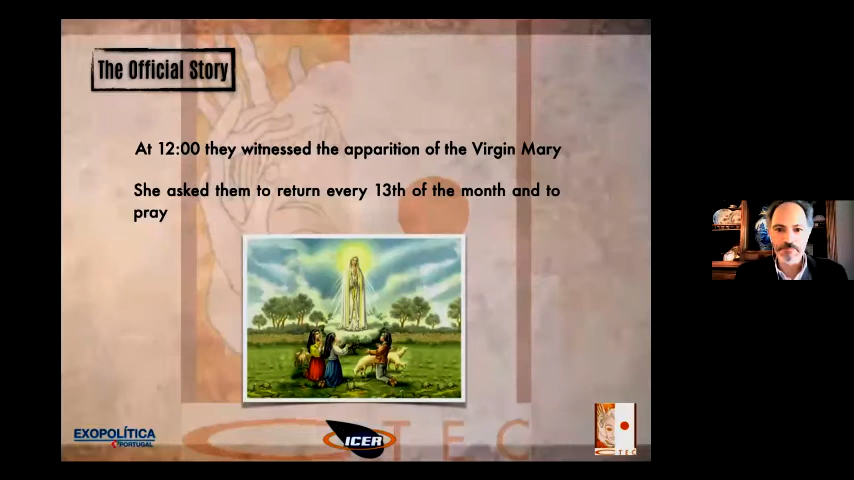 The Official Story
At 12:00 they witnessed the apparition of the Virgin Mary
She asked them to return every 13th of the month and to
pray
EXOPOLÍTICA
PORTUGAL
ICER
T E C
T E C